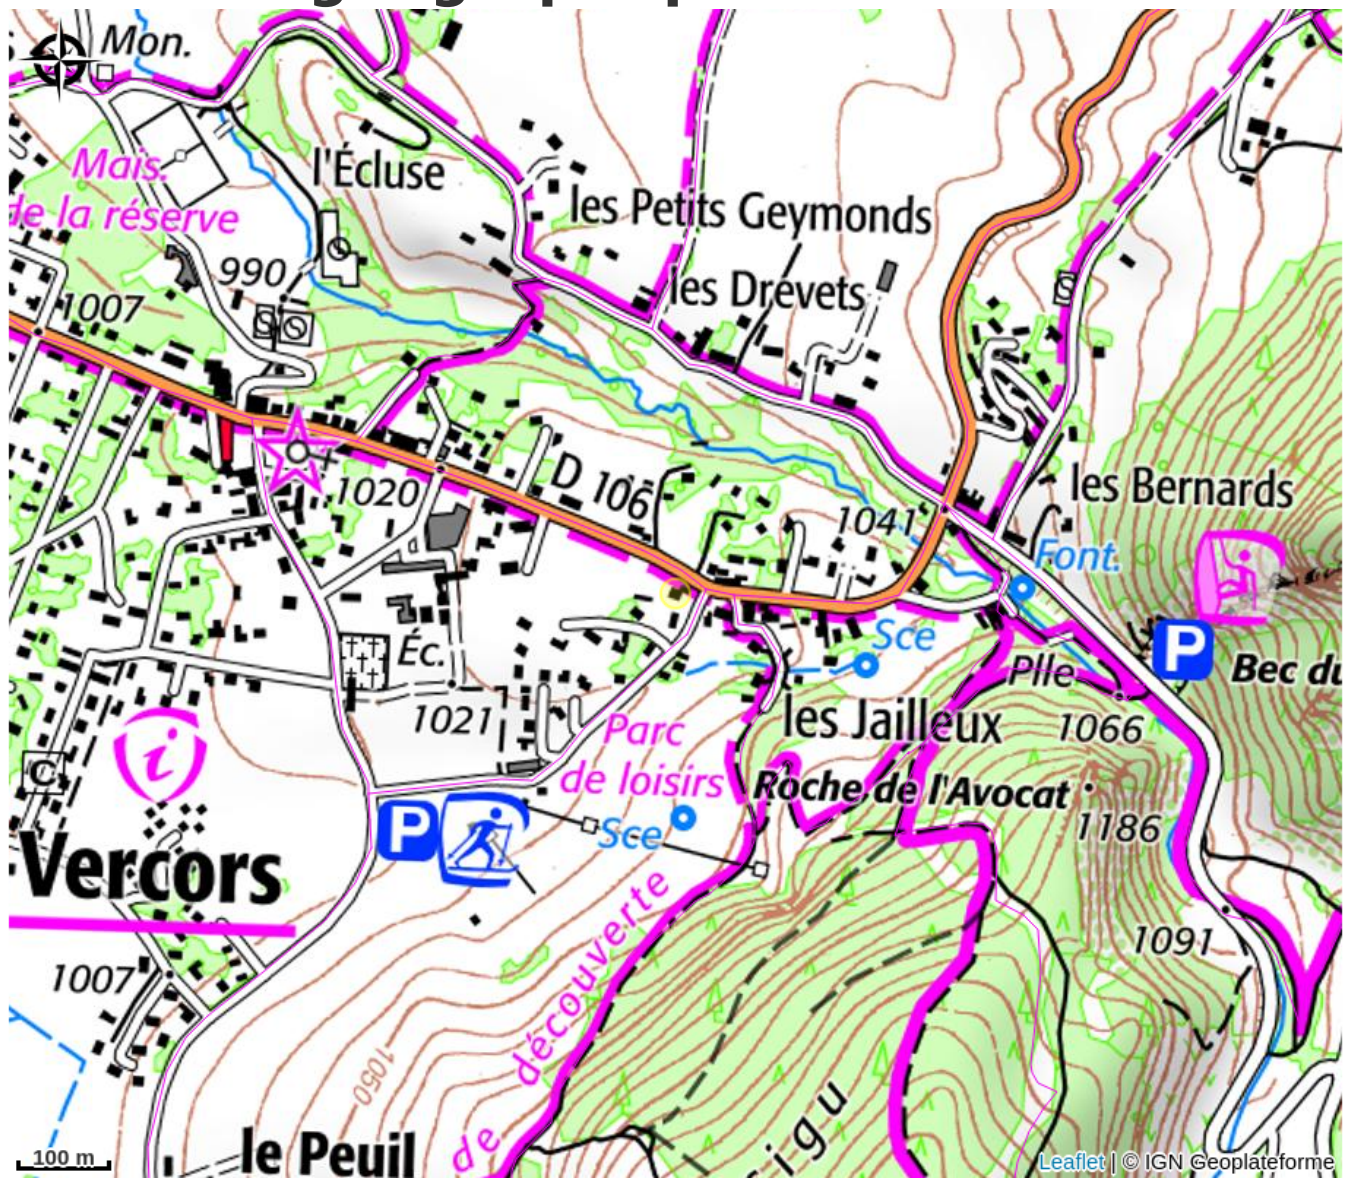 Mon.
l'Écluse
Mais.
de la réserve
les Petits Geymonds
990
les Drevets
1007
D 106
1020
1041
les Bernards
Font.
Sce
P
Bec du
Éc.
Plle
1021
Parc
de loisirs
les Jailleux
1066
Roche de l'Avocat
i
C
P
Sce
1186
Vercors
1091
1007
de découverte
1050
sigu
le Peuil
100 m
Leaflet | © IGN Geoplateforme